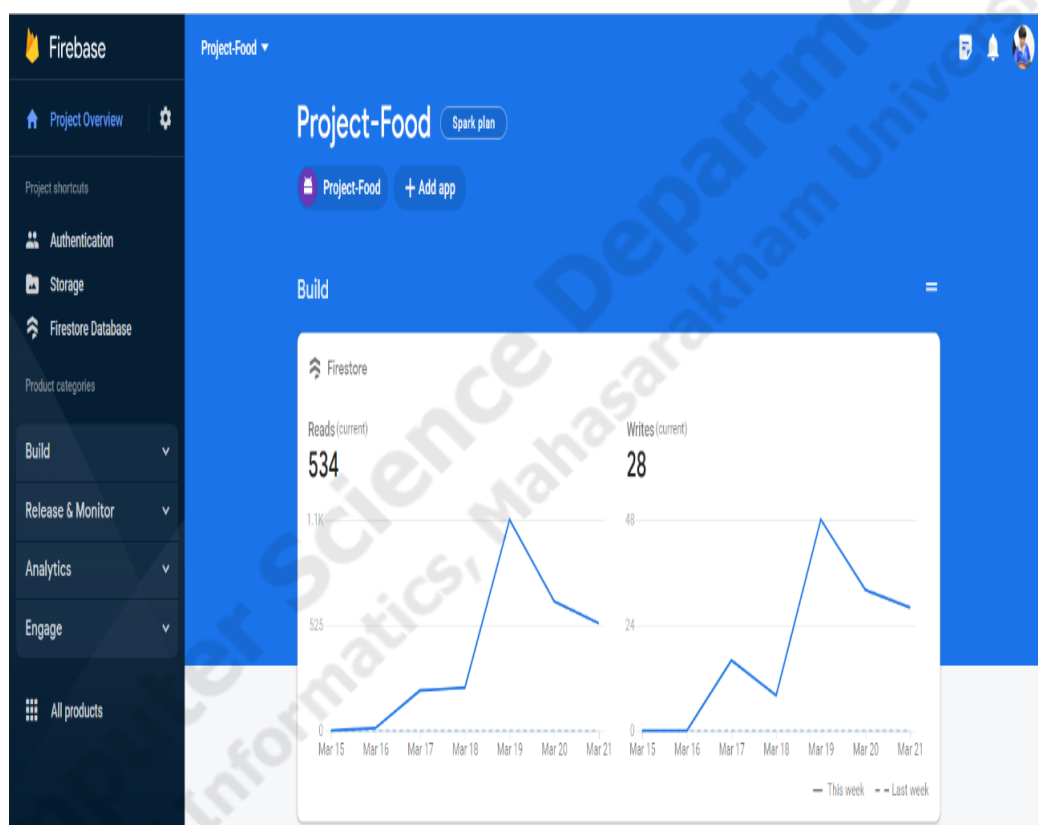 Firebase
Project-Food
Project Overview
Project-Food Spark plan
Project-Food + Add app
Project shortcuts
Authentication
Storage
Firestore Database
Product categories
Build
Release & Monitor
Analytics
Engage
All products
Build
Firestore
Reads (current)
534
1.1K
525
0
Mar 15 Mar 16 Mar 17 Mar 18 Mar 19 Mar 20 Mar 21
Writes (current)
28
48
24
0
Mar 15 Mar 16 Mar 17 Mar 18 Mar 19 Mar 20 Mar 21
This week Last week
Computer Science Departme
Informatics, Mahasarakham Universi